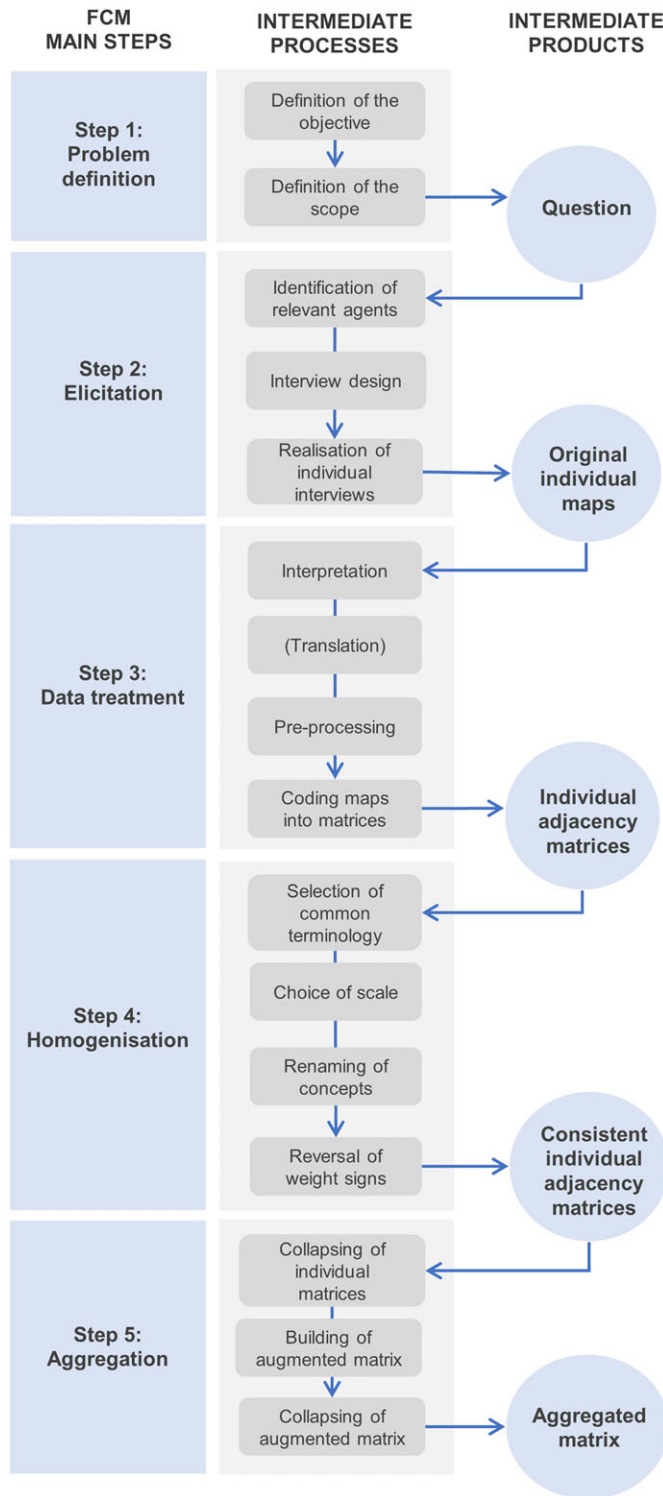 FCM
MAIN STEPS
INTERMEDIATE
PROCESSES
INTERMEDIATE
PRODUCTS
Step 1:
Problem
definition
Definition of the
objective
Definition of the
scope
Question
Step 2:
Elicitation
Identification of
relevant agents
Interview design
Realisation of
individual
interviews
Original
individual
maps
Step 3:
Data treatment
Interpretation
(Translation)
Pre-processing
Coding maps
into matrices
Individual
adjacency
matrices
Step 4:
Homogenisation
Selection of
common
terminology
Choice of scale
Renaming of
concepts
Reversal of
weight signs
Consistent
individual
adjacency
matrices
Step 5:
Aggregation
Collapsing of
individual
matrices
Building of
augmented matrix
Collapsing of
augmented matrix
Aggregated
matrix